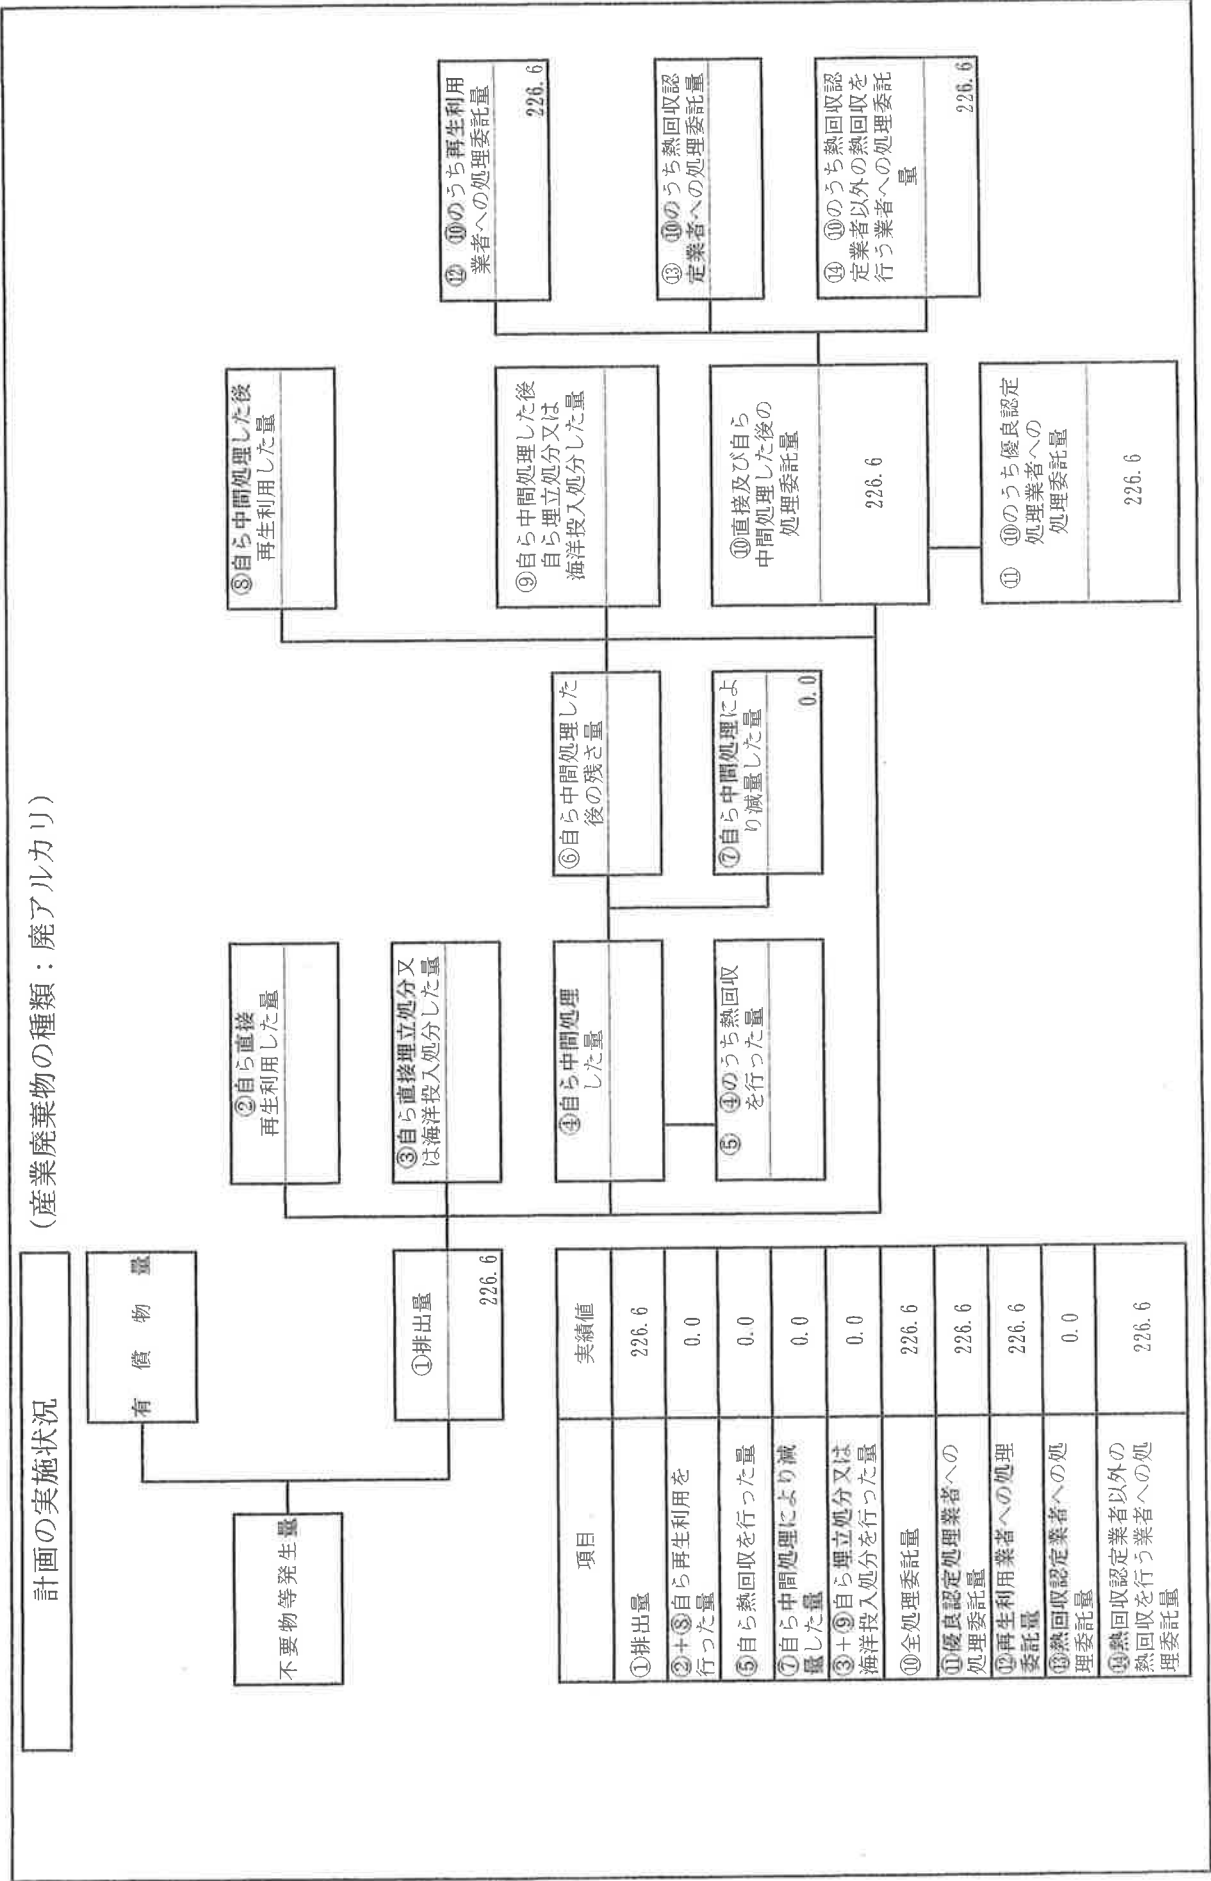 計画の実施状況
(産業廃棄物の種類：廃アルカリ)
有償物量
不要物等発生量
①排出量
226.6
②自ら直接
再生利用した量
③自ら直接埋立処分又
は海洋投入処分した量
④自ら中間処理
した量
⑤ ④のうち熱回収
を行った量
⑥自ら中間処理した
後の残さ量
⑦自ら中間処理によ
り減量した量
0.0
⑧自ら中間処理した後
再生利用した量
⑨自ら中間処理した後
自ら埋立処分又は
海洋投入処分した量
⑩直接及び自ら
中間処理した後の
処理委託量
226.6
⑪ ⑩のうち優良認定
処理業者への
処理委託量
226.6
⑫ ⑩のうち再生利用
業者への処理委託量
226.6
⑬ ⑩のうち熱回収認
定業者への処理委託量
⑭ ⑩のうち熱回収認
定業者以外の熱回収を
行う業者への処理委託
量
226.6
項目 実績値
①排出量 226.6
②+⑧自ら再生利用を
行った量 0.0
⑤自ら熱回収を行った量 0.0
⑦自ら中間処理により減
量した量 0.0
③+⑨自ら埋立処分又は
海洋投入処分を行った量 0.0
⑩全処理委託量 226.6
⑪優良認定処理業者への
処理委託量 226.6
⑫再生利用業者への処理
委託量 226.6
⑬熱回収認定業者への処
理委託量 0.0
⑭熱回収認定業者以外の
熱回収を行う業者への処
理委託量 226.6